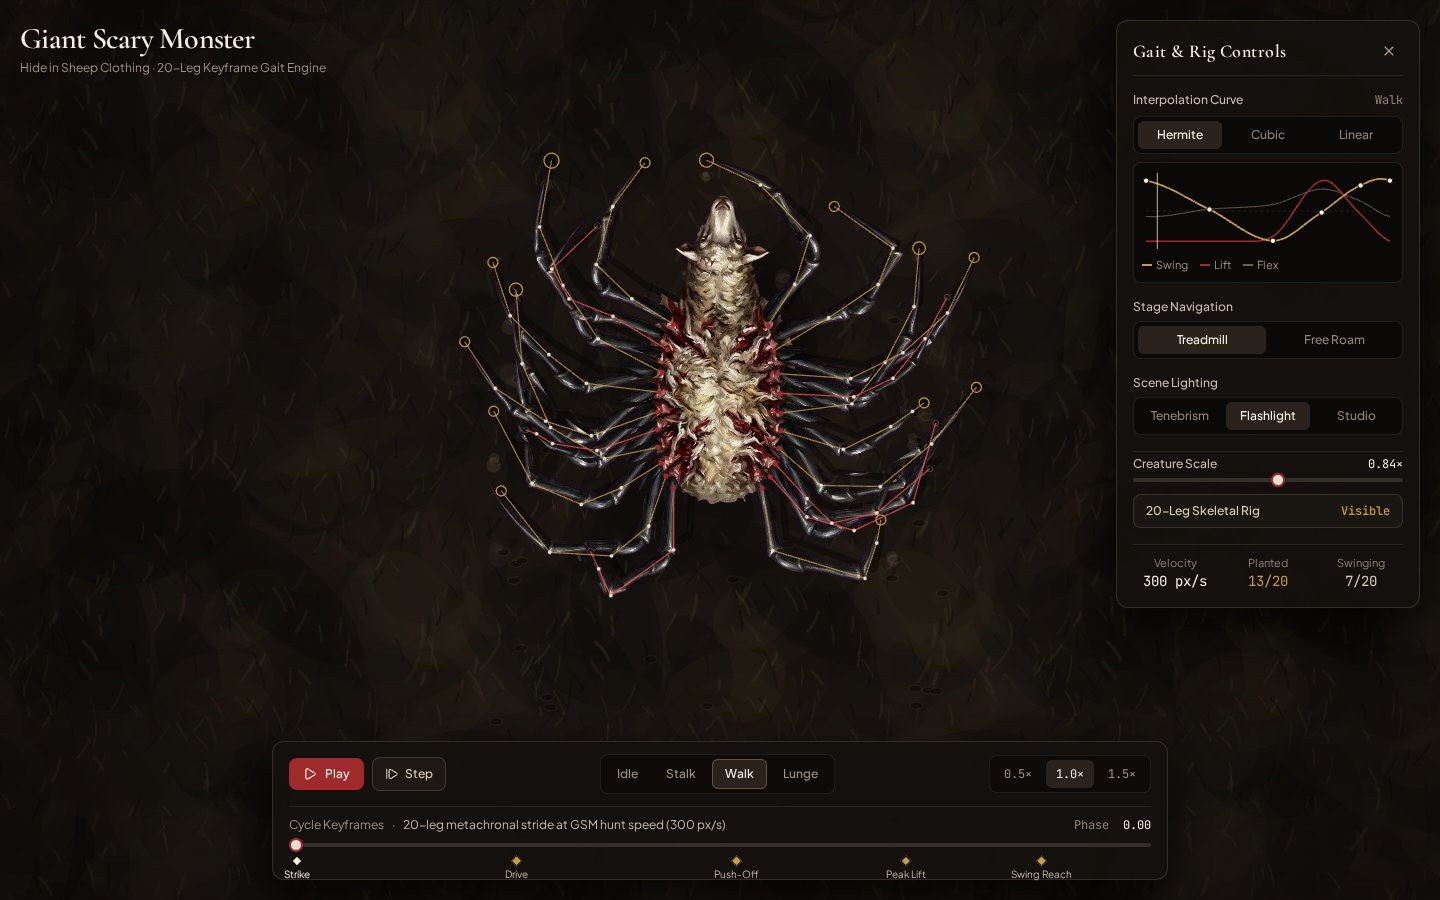 Giant Scary Monster
Hide in Sheep Clothing · 20-Leg Keyframe Gait Engine
Gait & Rig Controls
Interpolation Curve Walk
Hermite Cubic Linear
Swing Lift Flex
Stage Navigation
Treadmill Free Roam
Scene Lighting
Tenebrism Flashlight Studio
Creature Scale 0.84×
20-Leg Skeletal Rig Visible
Velocity Planted Swinging
300 px/s 13/20 7/20
Play Step Idle Stalk Walk Lunge 0.5× 1.0× 1.5×
Cycle Keyframes · 20-leg metachronal stride at GSM hunt speed (300 px/s) Phase 0.00
Strike Drive Push-Off Peak Lift Swing Reach